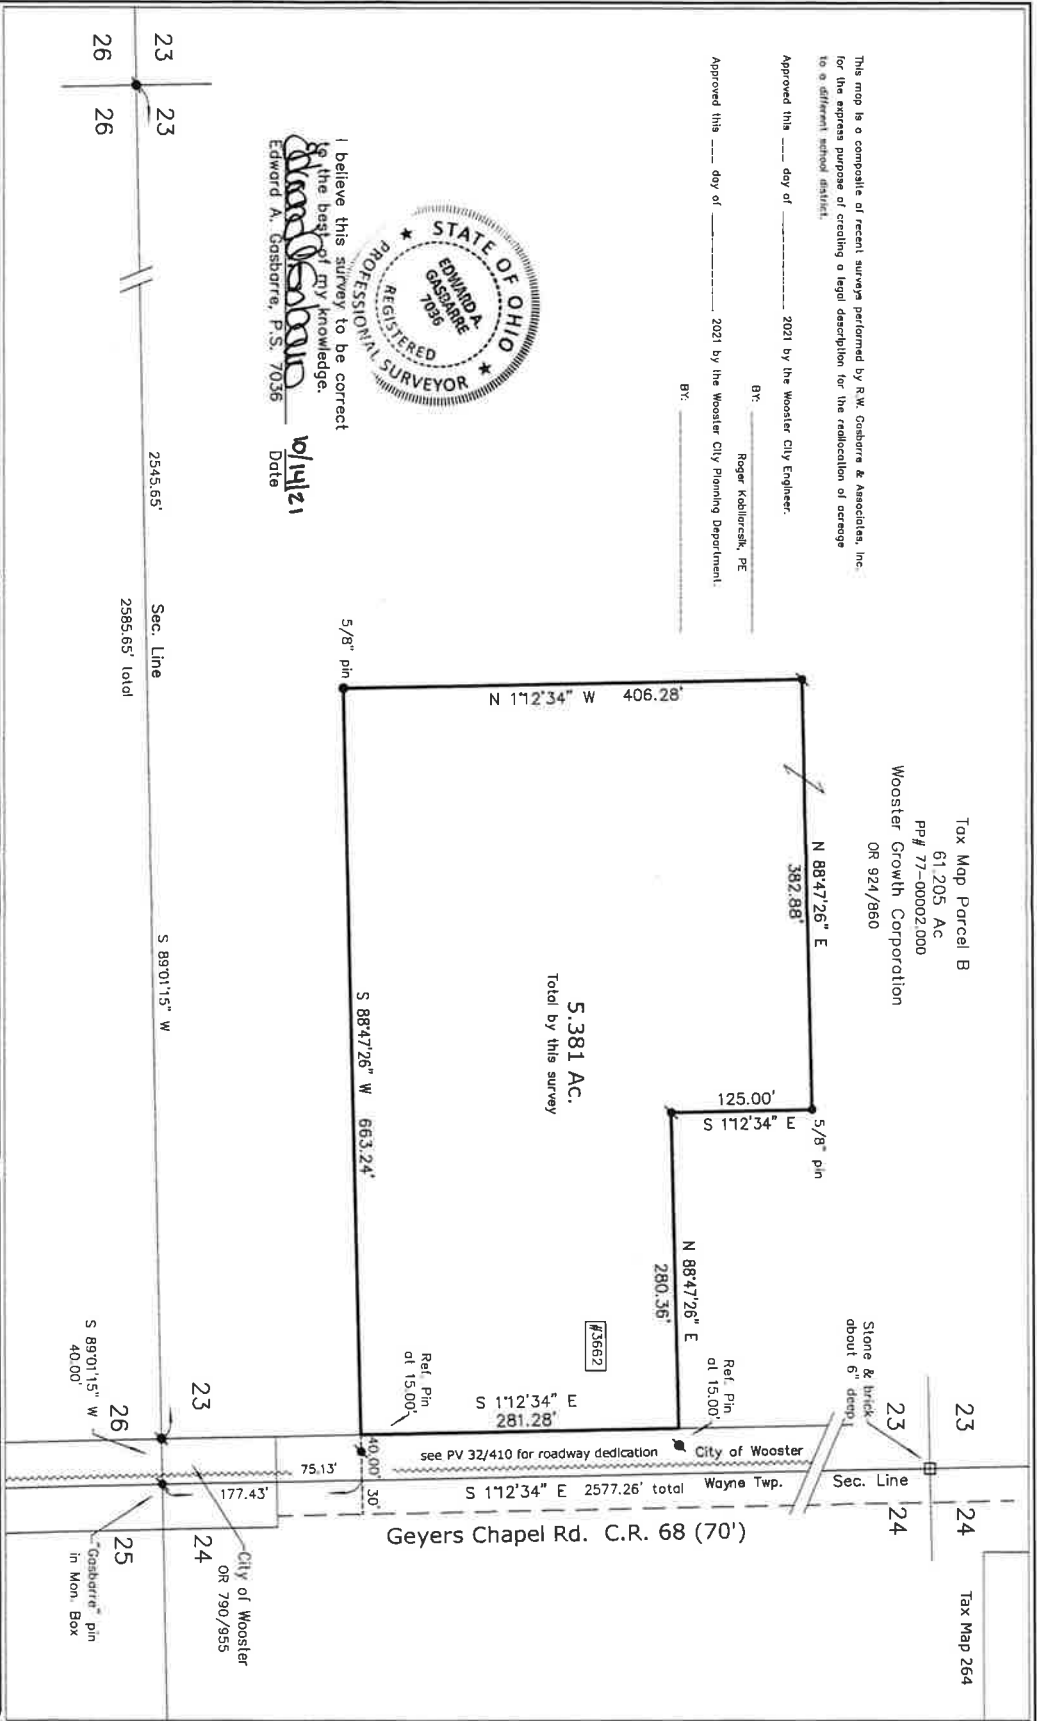 This map is a composite of recent surveys performed by R.W. Gasbarre & Associates, Inc.
for the express purpose of creating a legal description for the reallocation of acreage
to a different school district.
Approved this ___ day of __________ 2021 by the Wooster City Engineer.
BY: ____________________
Roger Kobilarcsik, PE
Approved this ___ day of __________ 2021 by the Wooster City Planning Department.
BY: ____________________
Tax Map Parcel B
61.205 Ac
PP# 77-00002.000
Wooster Growth Corporation
OR 924/860
Stone & brick
about 6" deep
23
23
24
24
Tax Map 264
Sec. Line
N 88°47'26" E
382.88'
5/8" pin
125.00'
S 1°12'34" E
N 1°12'34" W 406.28'
N 88°47'26" E
280.36'
Ref. Pin
at 15.00'
5.381 Ac.
Total by this survey
#3662
S 1°12'34" E
281.28'
Ref. Pin
at 15.00'
see PV 32/410 for roadway dedication
City of Wooster
Wayne Twp.
S 1°12'34" E 2577.26' total
Geyers Chapel Rd. C.R. 68 (70')
5/8" pin
S 88°47'26" W 663.24'
40.00'
30'
75.13'
177.43'
STATE OF OHIO
EDWARD A.
GASBARRE
7036
REGISTERED
PROFESSIONAL SURVEYOR
I believe this survey to be correct
to the best of my knowledge.
Edward A. Gasbarre, P.S. 7036
10/14/21
Date
23
23
26
26
2545.65'
Sec. Line
2585.65' total
S 89°01'15" W
S 89°01'15" W
40.00'
23
24
26
25
City of Wooster
OR 790/955
"Gasbarre" pin
in Mon. Box